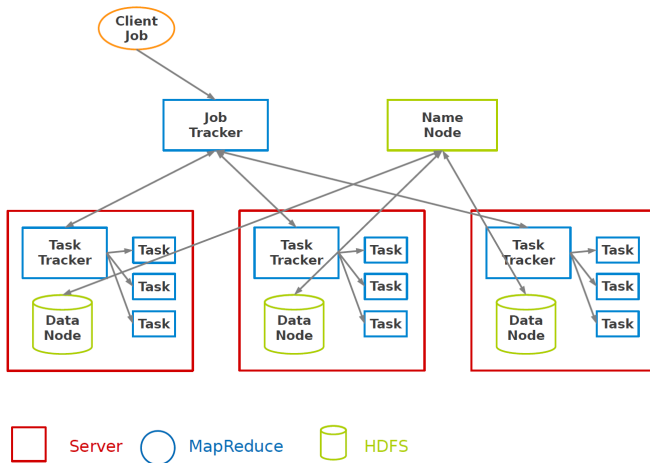 Client
Job
Job
Tracker
Name
Node
Task
Tracker
Task
Task
Task
Data
Node
Task
Tracker
Task
Task
Task
Data
Node
Task
Tracker
Task
Task
Task
Data
Node
Server
MapReduce
HDFS